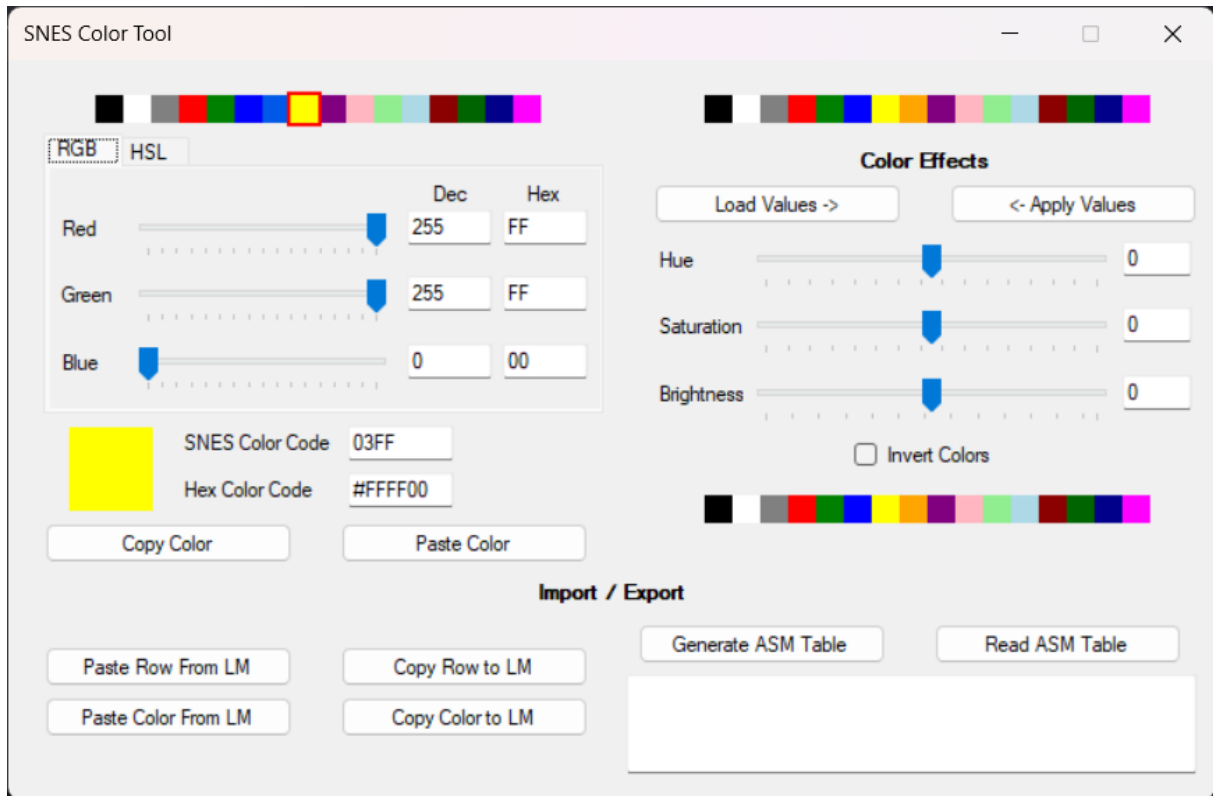 SNES Color Tool
RGB HSL
Dec Hex
Red 255 FF
Green 255 FF
Blue 0 00
SNES Color Code 03FF
Hex Color Code #FFFF00
Copy Color Paste Color
Color Effects
Load Values -> <- Apply Values
Hue 0
Saturation 0
Brightness 0
Invert Colors
Import / Export
Paste Row From LM Copy Row to LM
Paste Color From LM Copy Color to LM
Generate ASM Table Read ASM Table